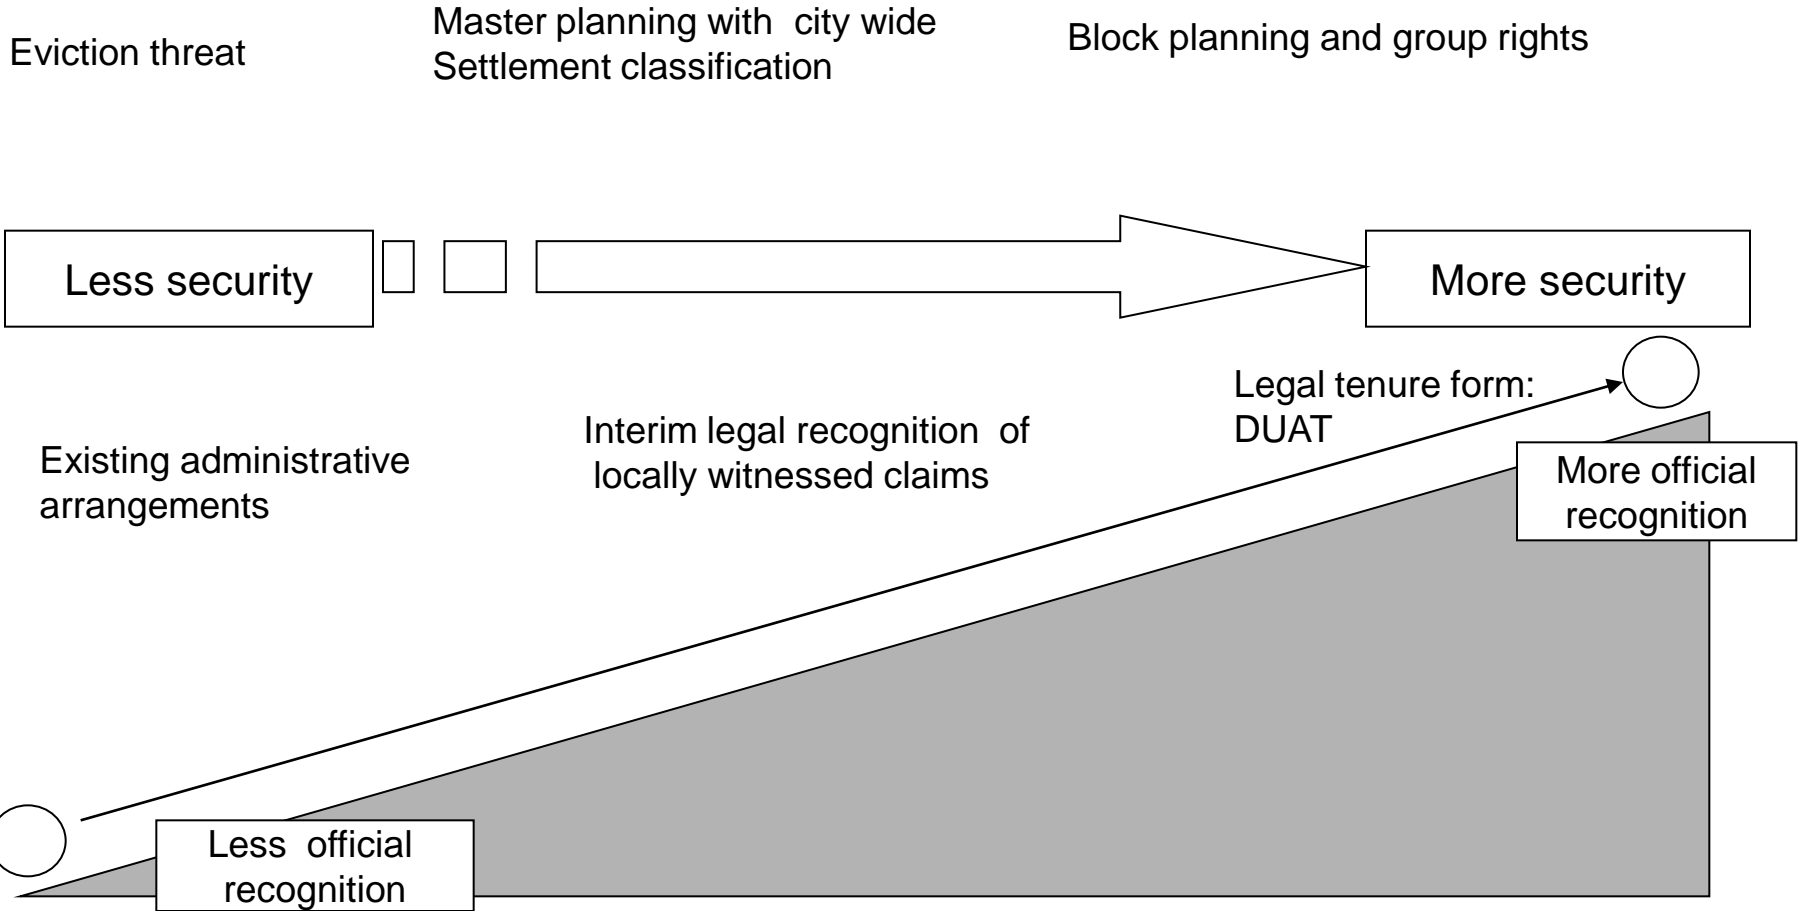 Eviction threat
Master planning with city wide
Settlement classification
Block planning and group rights
Less security
More security
Existing administrative
arrangements
Interim legal recognition of
locally witnessed claims
Legal tenure form:
DUAT
More official
recognition
Less official
recognition